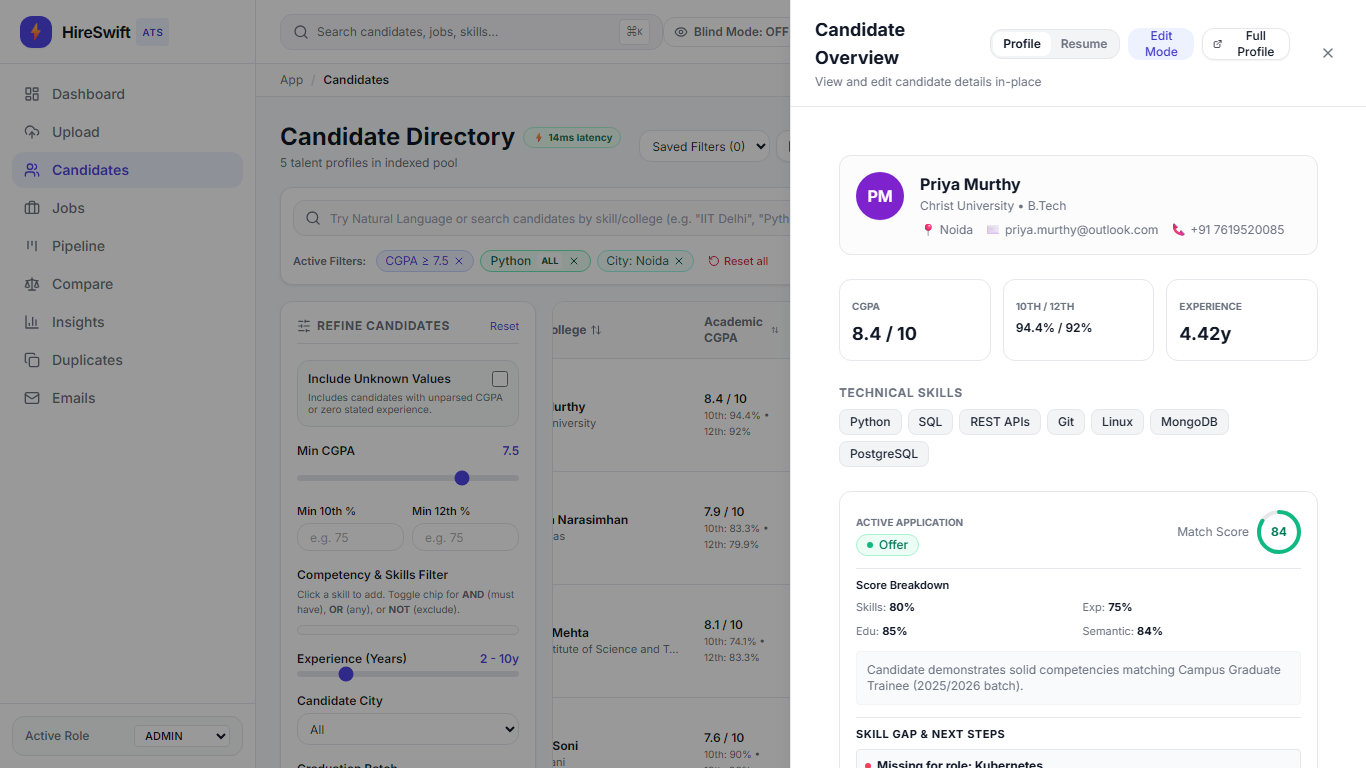 HireSwift ATS
Search candidates, jobs, skills... ⌘K
Blind Mode: OFF
Dashboard
Upload
Candidates
Jobs
Pipeline
Compare
Insights
Duplicates
Emails
Active Role ADMIN
App / Candidates
Candidate Directory 14ms latency
5 talent profiles in indexed pool
Saved Filters (0)
Try Natural Language or search candidates by skill/college (e.g. "IIT Delhi", "Pyth
Active Filters: CGPA ≥ 7.5 × Python ALL × City: Noida × Reset all
REFINE CANDIDATES Reset
Include Unknown Values
Includes candidates with unparsed CGPA
or zero stated experience.
Min CGPA 7.5
Min 10th % Min 12th %
e.g. 75 e.g. 75
Competency & Skills Filter
Click a skill to add. Toggle chip for AND (must
have), OR (any), or NOT (exclude).
Experience (Years) 2 - 10y
Candidate City
All
ollege Academic
CGPA
urthy 8.4 / 10
niversity 10th: 94.4% •
12th: 92%
Narasimhan 7.9 / 10
as 10th: 83.3% •
12th: 79.9%
Mehta 8.1 / 10
titute of Science and T... 10th: 74.1% •
12th: 83.3%
Soni 7.6 / 10
ani 10th: 90% •
Candidate
Overview
View and edit candidate details in-place
Profile Resume
Edit
Mode
Full
Profile
×
PM
Priya Murthy
Christ University • B.Tech
Noida priya.murthy@outlook.com +91 7619520085
CGPA
8.4 / 10
10TH / 12TH
94.4% / 92%
EXPERIENCE
4.42y
TECHNICAL SKILLS
Python SQL REST APIs Git Linux MongoDB
PostgreSQL
ACTIVE APPLICATION
Offer
Match Score 84
Score Breakdown
Skills: 80% Exp: 75%
Edu: 85% Semantic: 84%
Candidate demonstrates solid competencies matching Campus Graduate
Trainee (2025/2026 batch).
SKILL GAP & NEXT STEPS
Missing for role: Kubernetes